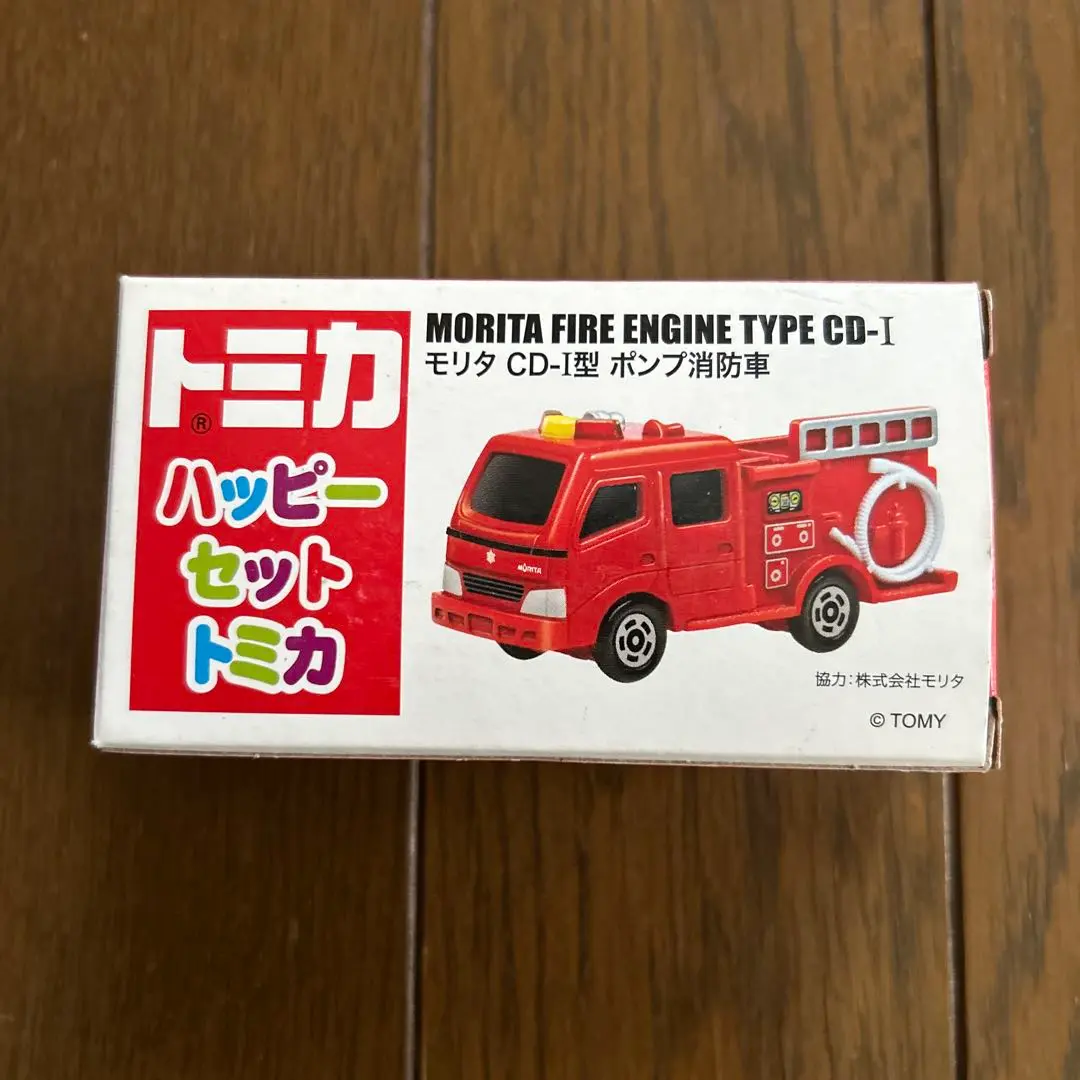 トミカ
®
ハッピー
セット
トミカ
MORITA FIRE ENGINE TYPE CD-I
モリタ CD-I型 ポンプ消防車
MORITA
協力:株式会社モリタ
© TOMY